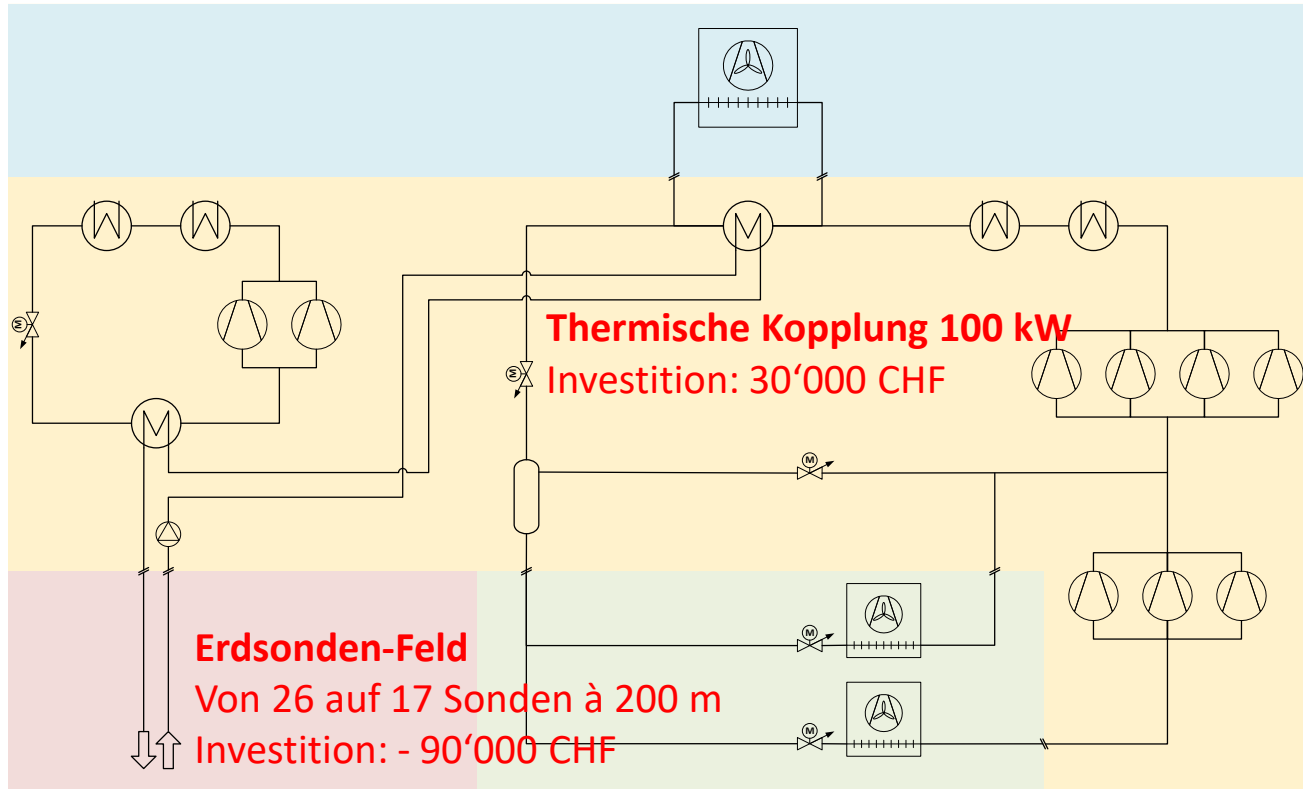 Thermische Kopplung 100 kW
Investition: 30‘000 CHF
M
M
M
M
M
Erdsonden-Feld
Von 26 auf 17 Sonden à 200 m
Investition: - 90‘000 CHF